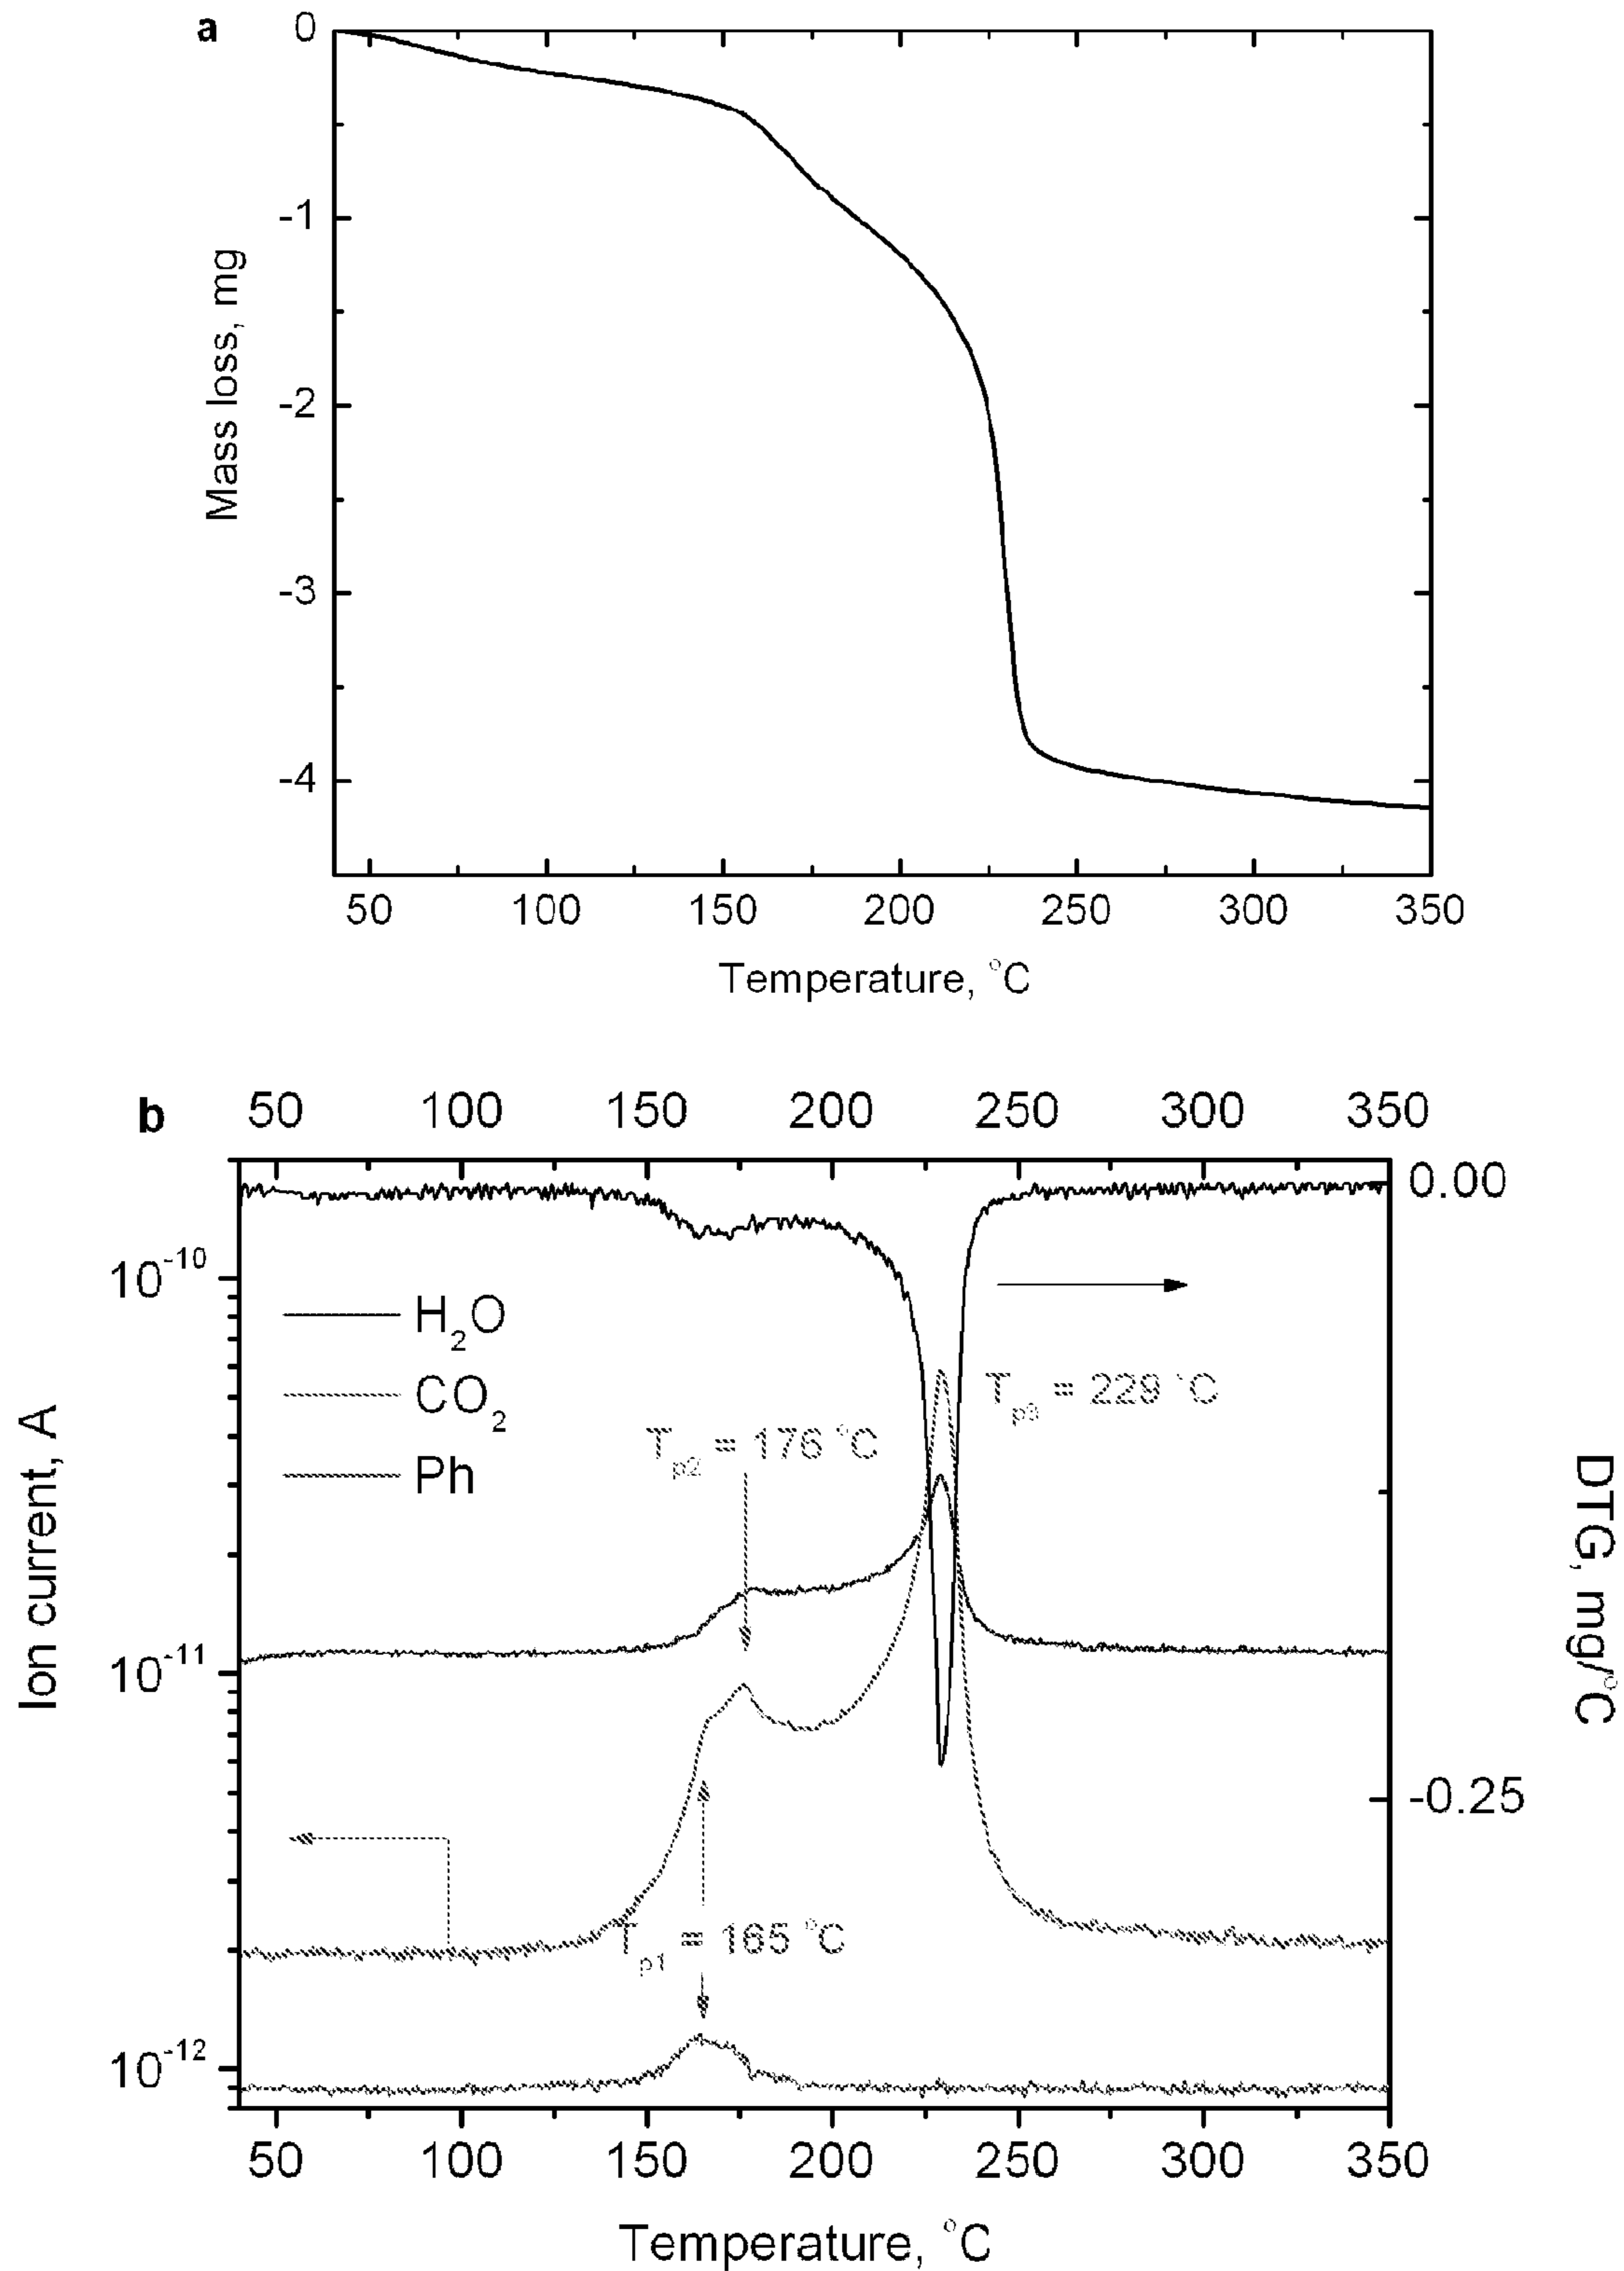 a
0
-1
-2
-3
-4
Mass loss, mg
50 100 150 200 250 300 350
Temperature, °C
b
50 100 150 200 250 300 350
0.00
10-10
H2O
CO2
Ph
Tp3 = 229 °C
Tp2 = 176 °C
Ion current, A
DTG, mg/°C
10-11
-0.25
Tp1 = 165 °C
10-12
50 100 150 200 250 300 350
Temperature, °C